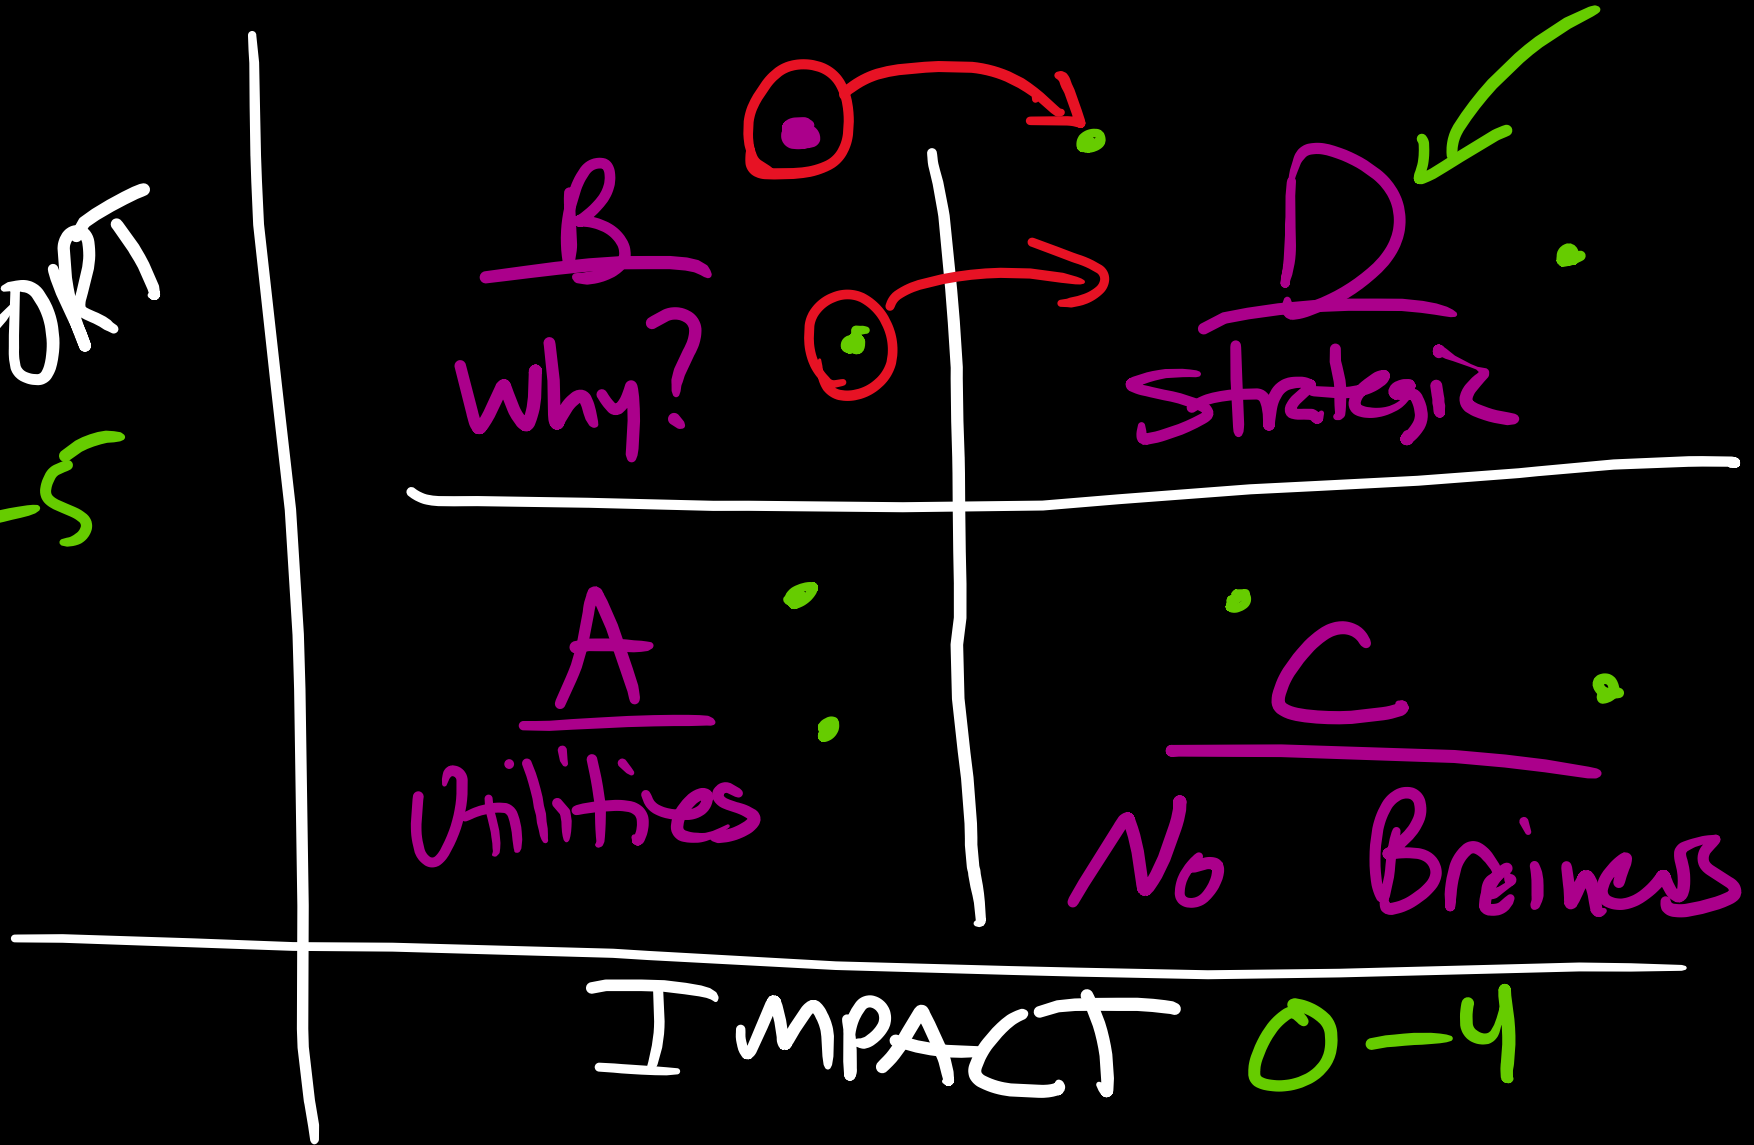 ORT
-5
B
Why?
D
Strategic
A
Utilities
C
No Brainers
IMPACT 0-4